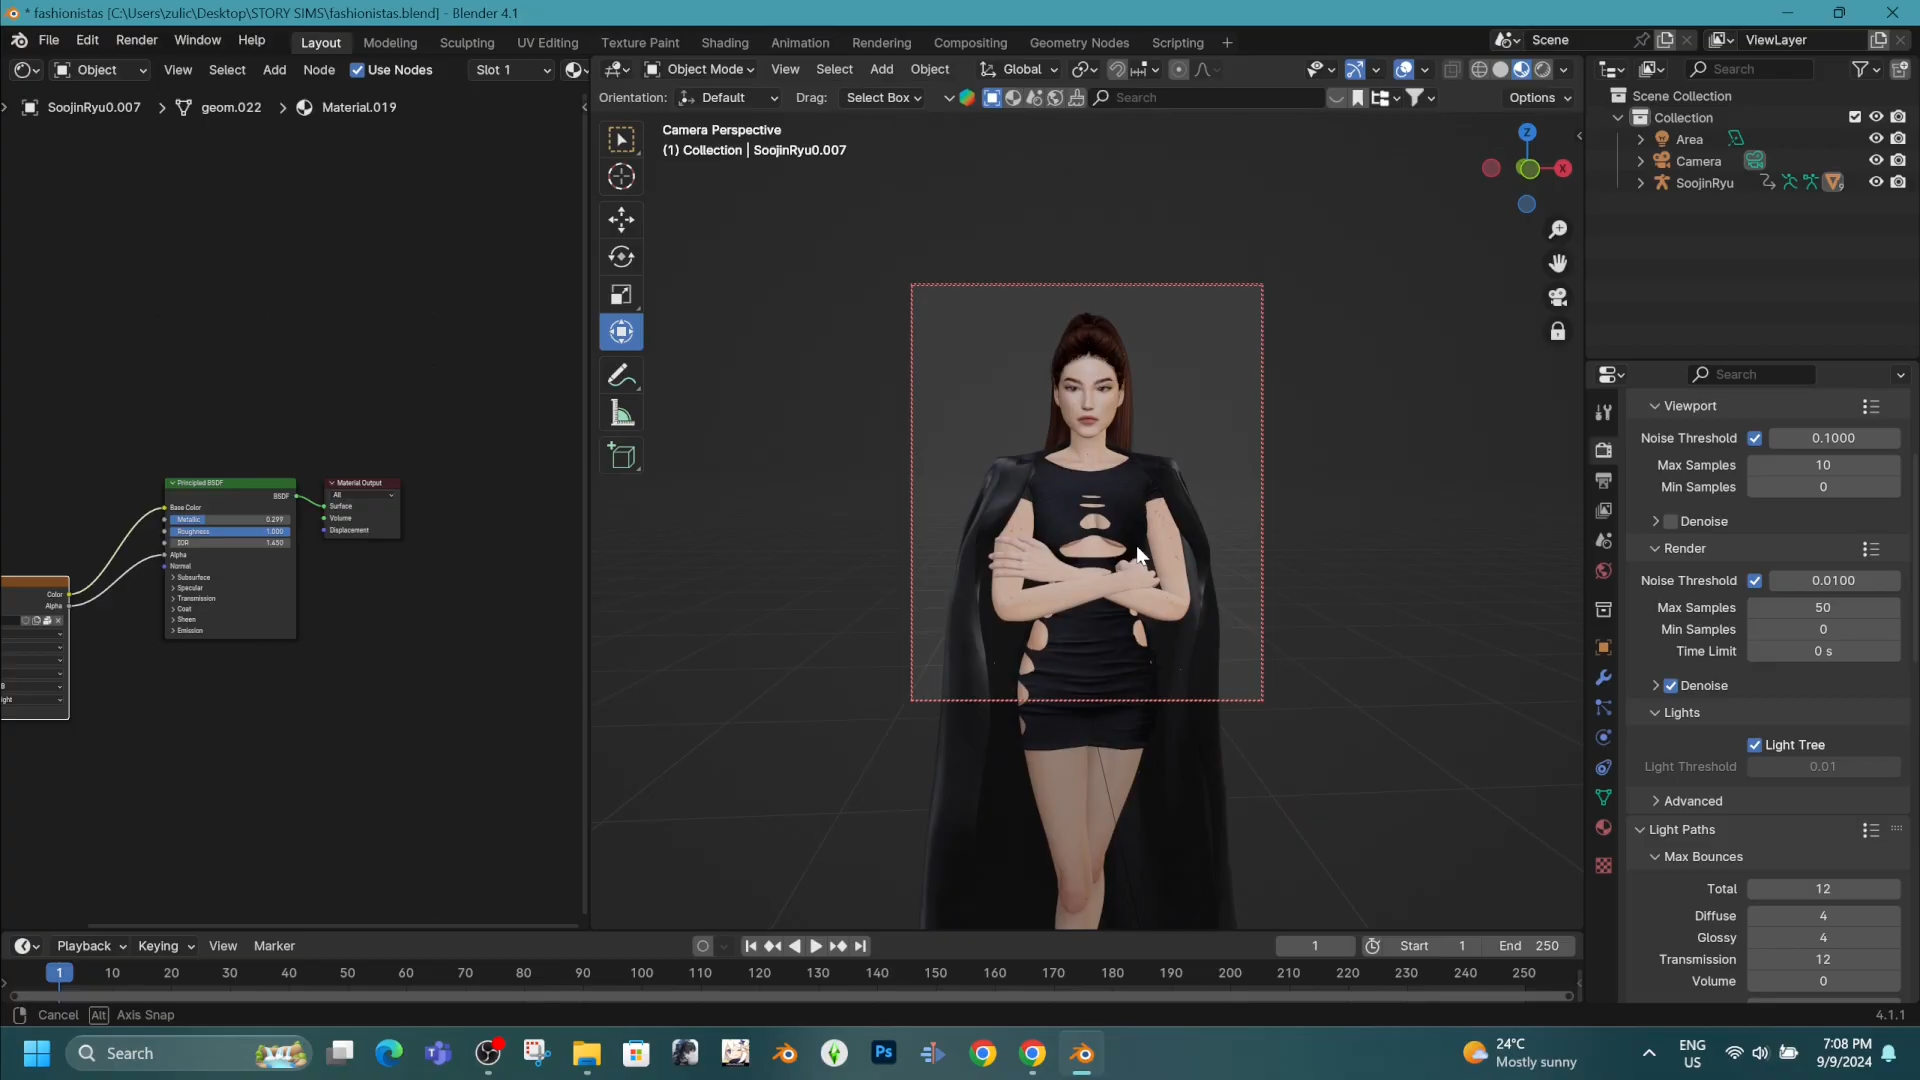 * fashionistas [C:\Users\zulic\Desktop\STORY SIMS\fashionistas.blend] - Blender 4.1
File Edit Render Window Help Layout Modeling Sculpting UV Editing Texture Paint Shading Animation Rendering Compositing Geometry Nodes Scripting + Scene ViewLayer
Object View Select Add Node Use Nodes Slot 1 Object Mode View Select Add Object Global Search
SoojinRyu0.007 > geom.022 > Material.019
Orientation: Default Drag: Select Box Search Options
Camera Perspective
(1) Collection | SoojinRyu0.007
Z
X
Scene Collection
Collection
Area
Camera
SoojinRyu
Search
Viewport
Noise Threshold 0.1000
Max Samples 10
Min Samples 0
Denoise
Render
Noise Threshold 0.0100
Max Samples 50
Min Samples 0
Time Limit 0 s
Denoise
Lights
Light Tree
Light Threshold 0.01
Advanced
Light Paths
Max Bounces
Total 12
Diffuse 4
Glossy 4
Transmission 12
Volume 0
Principled BSDF
BSDF
Base Color
Metallic 0.299
Roughness 1.000
IOR 1.450
Alpha
Normal
Subsurface
Specular
Transmission
Coat
Sheen
Emission
Material Output
All
Surface
Volume
Displacement
Color
Alpha
Playback Keying View Marker 1 Start 1 End 250
1 10 20 30 40 50 60 70 80 90 100 110 120 130 140 150 160 170 180 190 200 210 220 230 240 250
Cancel Alt Axis Snap 4.1.1
Search
Ps
24°C
Mostly sunny
ENG
US
7:08 PM
9/9/2024